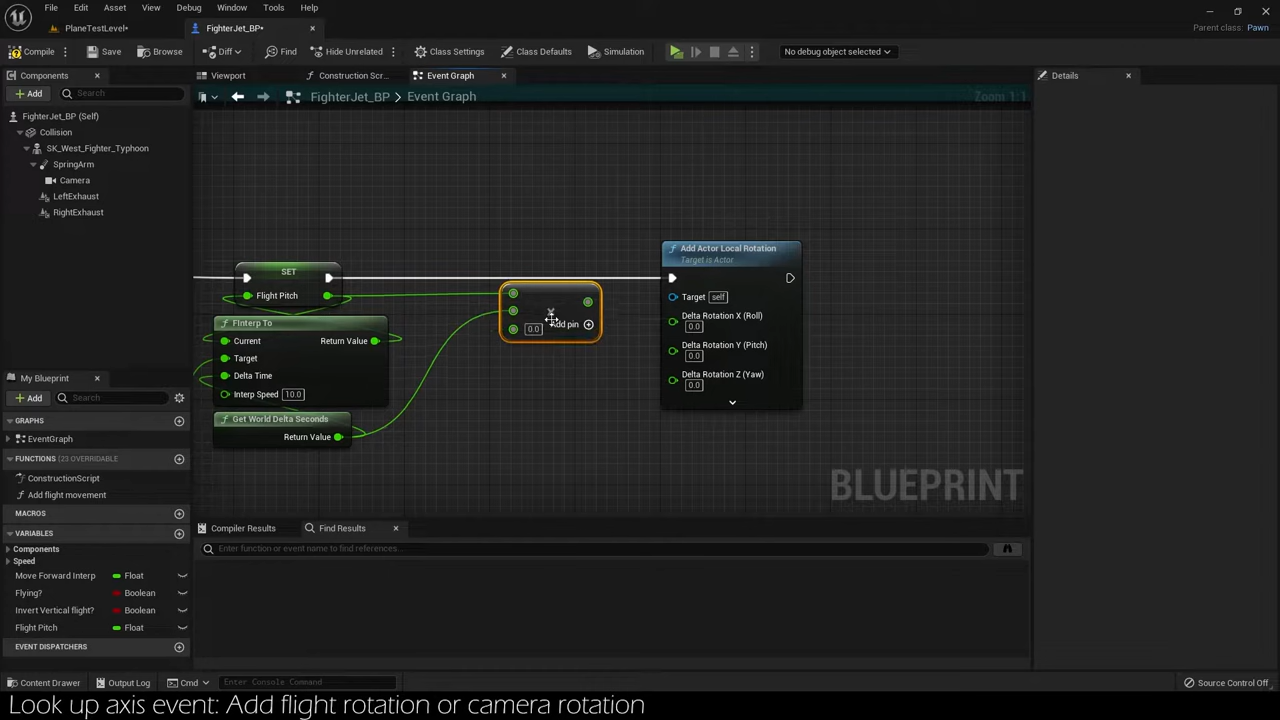 File Edit Asset View Debug Window Tools Help
PlaneTestLevel*
FighterJet_BP*
Parent class: Pawn
Compile Save Browse Diff Find Hide Unrelated Class Settings Class Defaults Simulation No debug object selected
Components
Viewport
Construction Scr...
Event Graph
Details
Add
Search
FighterJet_BP > Event Graph
Zoom 1:1
FighterJet_BP (Self)
Collision
SK_West_Fighter_Typhoon
SpringArm
Camera
LeftExhaust
RightExhaust
SET
Flight Pitch
FInterp To
Current Return Value
Target
Delta Time
Interp Speed 10.0
Get World Delta Seconds
Return Value
0.0 Add pin
Add Actor Local Rotation
Target is Actor
Target self
Delta Rotation X (Roll)
0.0
Delta Rotation Y (Pitch)
0.0
Delta Rotation Z (Yaw)
0.0
BLUEPRINT
My Blueprint
Add
Search
GRAPHS
EventGraph
FUNCTIONS (23 OVERRIDABLE)
ConstructionScript
Add flight movement
MACROS
VARIABLES
Components
Speed
Move Forward Interp Float
Flying? Boolean
Invert Vertical flight? Boolean
Flight Pitch Float
EVENT DISPATCHERS
Compiler Results
Find Results
Enter function or event name to find references...
Content Drawer Output Log Cmd Enter Console Command Source Control Off
Look up axis event: Add flight rotation or camera rotation